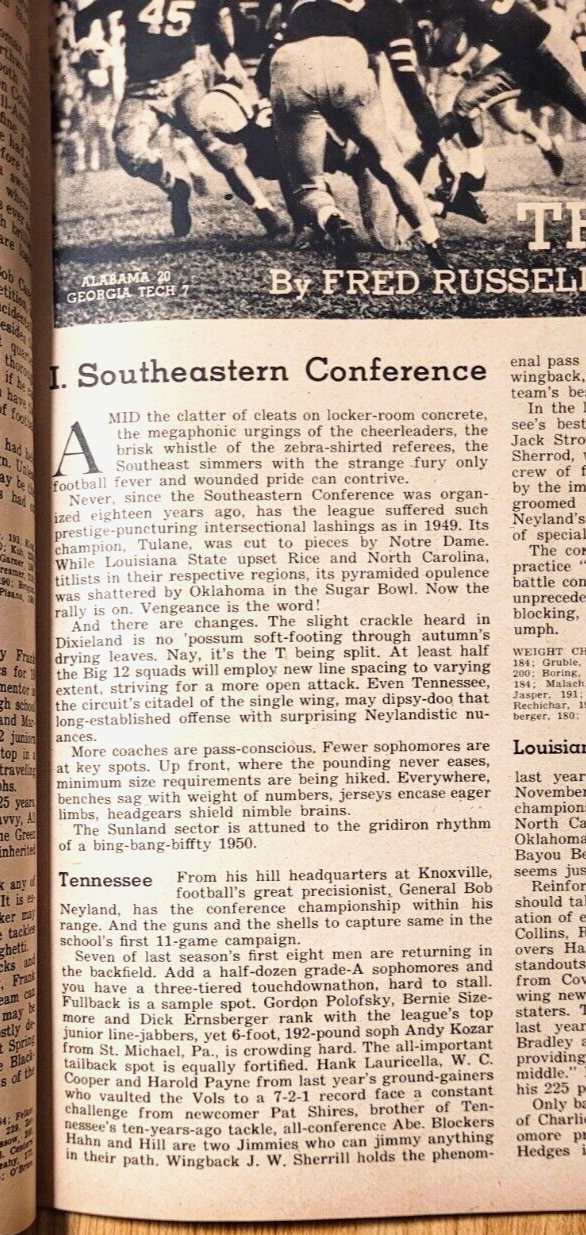 45
TH
ALABAMA 20
GEORGIA TECH 7
By FRED RUSSELL
I. Southeastern Conference
AMID the clatter of cleats on locker-room concrete,
the megaphonic urgings of the cheerleaders, the
brisk whistle of the zebra-shirted referees, the
Southeast simmers with the strange fury only
football fever and wounded pride can contrive.
Never, since the Southeastern Conference was organ-
ized eighteen years ago, has the league suffered such
prestige-puncturing intersectional lashings as in 1949. Its
champion, Tulane, was cut to pieces by Notre Dame.
While Louisiana State upset Rice and North Carolina,
titlists in their respective regions, its pyramided opulence
was shattered by Oklahoma in the Sugar Bowl. Now the
rally is on. Vengeance is the word!
And there are changes. The slight crackle heard in
Dixieland is no 'possum soft-footing through autumn's
drying leaves. Nay, it's the T being split. At least half
the Big 12 squads will employ new line spacing to varying
extent, striving for a more open attack. Even Tennessee,
the circuit's citadel of the single wing, may dipsy-doo that
long-established offense with surprising Neylandistic nu-
ances.
More coaches are pass-conscious. Fewer sophomores are
at key spots. Up front, where the pounding never eases,
minimum size requirements are being hiked. Everywhere,
benches sag with weight of numbers, jerseys encase eager
limbs, headgears shield nimble brains.
The Sunland sector is attuned to the gridiron rhythm
of a bing-bang-biffty 1950.
Tennessee From his hill headquarters at Knoxville,
football's great precisionist, General Bob
Neyland, has the conference championship within his
range. And the guns and the shells to capture same in the
school's first 11-game campaign.
Seven of last season's first eight men are returning in
the backfield. Add a half-dozen grade-A sophomores and
you have a three-tiered touchdownathon, hard to stall.
Fullback is a sample spot. Gordon Polofsky, Bernie Size-
more and Dick Ernsberger rank with the league's top
junior line-jabbers, yet 6-foot, 192-pound soph Andy Kozar
from St. Michael, Pa., is crowding hard. The all-important
tailback spot is equally fortified. Hank Lauricella, W. C.
Cooper and Harold Payne from last year's ground-gainers
who vaulted the Vols to a 7-2-1 record face a constant
challenge from newcomer Pat Shires, brother of Ten-
nessee's ten-years-ago tackle, all-conference Abe. Blockers
Hahn and Hill are two Jimmies who can jimmy anything
in their path. Wingback J. W. Sherrill holds the phenom-
enal pass
wingback,
team's be
In the l
see's best
Jack Stro
Sherrod, w
crew of f
by the im
groomed
Neyland's
of special
The cor
practice "
battle con
unprecede
blocking,
umph.
WEIGHT CH
184; Gruble,
200; Boring,
184; Malach
Jasper, 191.
Rechichar, 19
berger, 180;
Louisian
last year
November
champion
North Ca
Oklahoma
Bayou Be
seems jus
Reinfor
should tal
ation of e
Collins, R
overs Ha
standouts
from Cov
wing new
staters. T
last year
Bradley a
providing
middle."
his 225 p
Only ba
of Charlie
omore pr
Hedges i